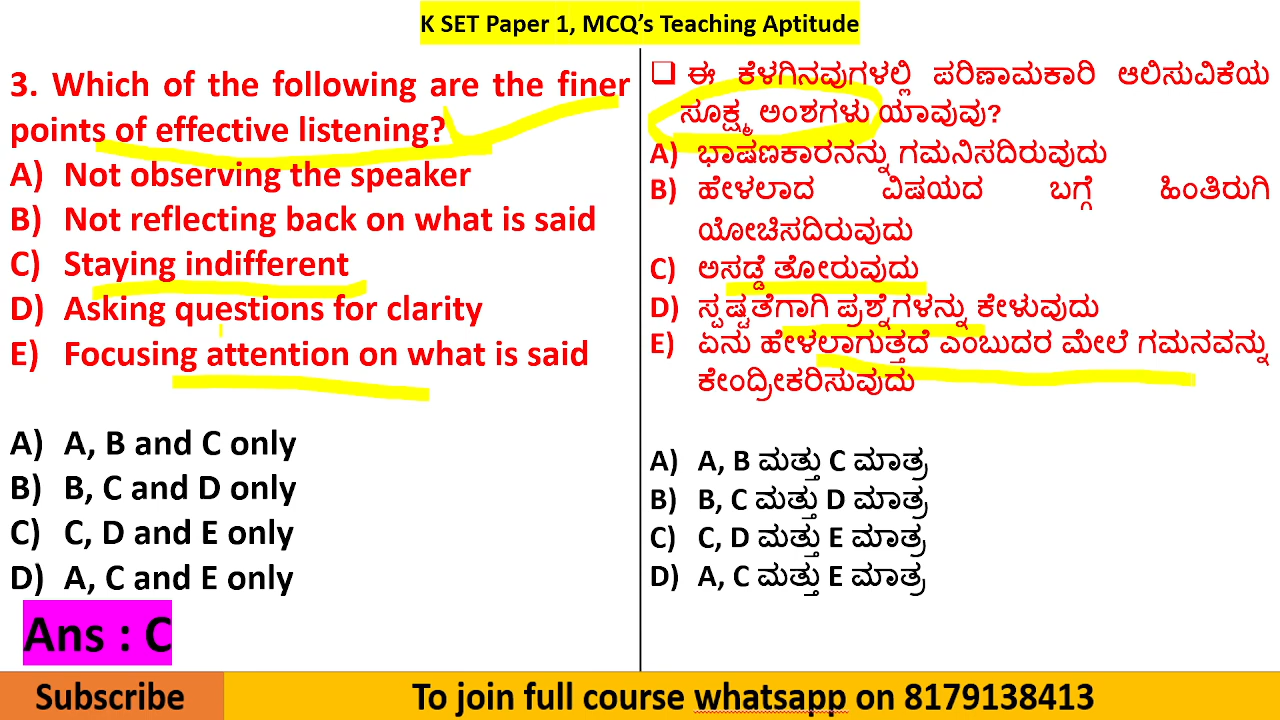 K SET Paper 1, MCQ's Teaching Aptitude
3. Which of the following are the finer
points of effective listening?
A) Not observing the speaker
B) Not reflecting back on what is said
C) Staying indifferent
D) Asking questions for clarity
E) Focusing attention on what is said
A) A, B and C only
B) B, C and D only
C) C, D and E only
D) A, C and E only
Ans : C
❑ ಈ ಕೆಳಗಿನವುಗಳಲ್ಲಿ ಪರಿಣಾಮಕಾರಿ ಆಲಿಸುವಿಕೆಯ
ಸೂಕ್ಷ್ಮ ಅಂಶಗಳು ಯಾವುವು?
A) ಭಾಷಣಕಾರನನ್ನು ಗಮನಿಸದಿರುವುದು
B) ಹೇಳಲಾದ ವಿಷಯದ ಬಗ್ಗೆ ಹಿಂತಿರುಗಿ
ಯೋಚಿಸದಿರುವುದು
C) ಅಸಡ್ಡೆ ತೋರುವುದು
D) ಸ್ಪಷ್ಟತೆಗಾಗಿ ಪ್ರಶ್ನೆಗಳನ್ನು ಕೇಳುವುದು
E) ಏನು ಹೇಳಲಾಗುತ್ತದೆ ಎಂಬುದರ ಮೇಲೆ ಗಮನವನ್ನು
ಕೇಂದ್ರೀಕರಿಸುವುದು
A) A, B ಮತ್ತು C ಮಾತ್ರ
B) B, C ಮತ್ತು D ಮಾತ್ರ
C) C, D ಮತ್ತು E ಮಾತ್ರ
D) A, C ಮತ್ತು E ಮಾತ್ರ
Subscribe
To join full course whatsapp on 8179138413